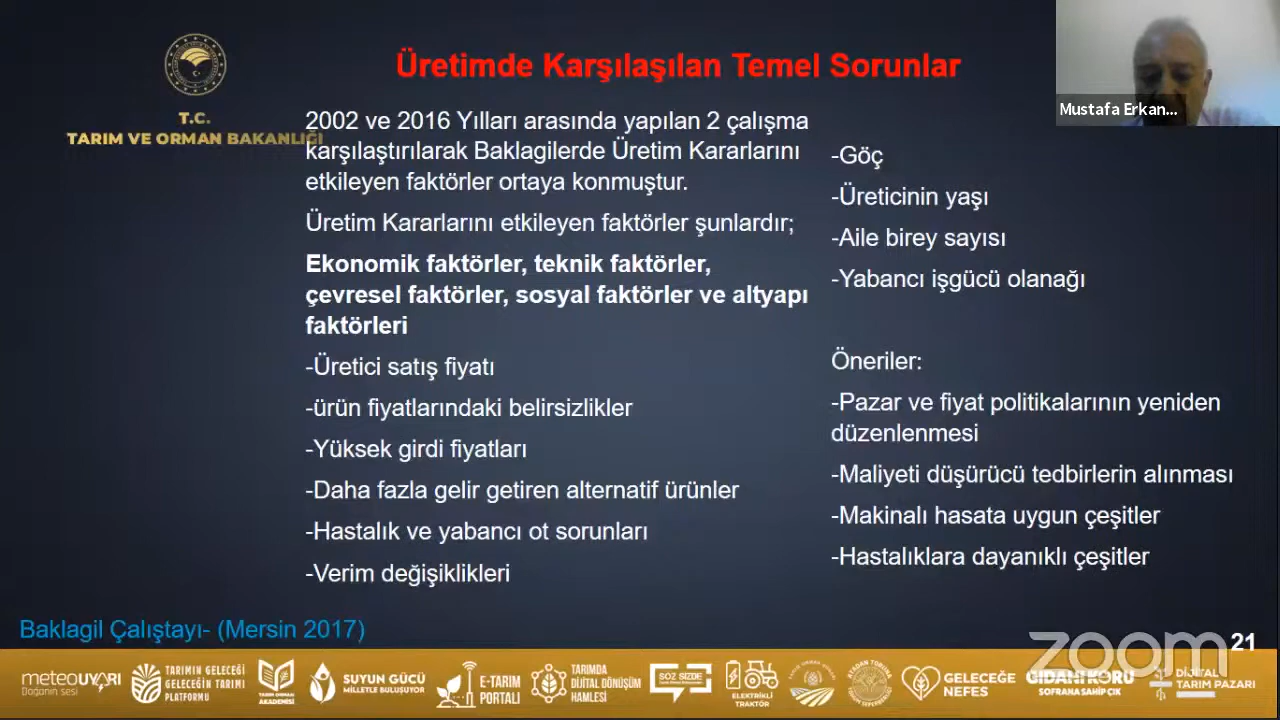 T.C.
TARIM VE ORMAN BAKANLIĞI
Üretimde Karşılaşılan Temel Sorunlar
Mustafa Erkan...
2002 ve 2016 Yılları arasında yapılan 2 çalışma
karşılaştırılarak Baklagilerde Üretim Kararlarını
etkileyen faktörler ortaya konmuştur.
Üretim Kararlarını etkileyen faktörler şunlardır;
Ekonomik faktörler, teknik faktörler,
çevresel faktörler, sosyal faktörler ve altyapı
faktörleri
-Üretici satış fiyatı
-ürün fiyatlarındaki belirsizlikler
-Yüksek girdi fiyatları
-Daha fazla gelir getiren alternatif ürünler
-Hastalık ve yabancı ot sorunları
-Verim değişiklikleri
-Göç
-Üreticinin yaşı
-Aile birey sayısı
-Yabancı işgücü olanağı
Öneriler:
-Pazar ve fiyat politikalarının yeniden
düzenlenmesi
-Maliyeti düşürücü tedbirlerin alınması
-Makinalı hasata uygun çeşitler
-Hastalıklara dayanıklı çeşitler
Baklagil Çalıştayı- (Mersin 2017)
21
zoom
meteoUYARI
Doğanın sesi
TARIMIN GELECEĞİ
GELECEĞİN TARIMI
PLATFORMU
TARIM ORMAN
AKADEMİSİ
SUYUN GÜCÜ
MİLLETLE BULUŞUYOR
E-TARIM
PORTALI
TARIMDA
DİJİTAL DÖNÜŞÜM
HAMLESİ
SÖZ SİZDE
ELEKTRİKLİ
TRAKTÖR
GELECEĞE
NEFES
GIDANI KORU
SOFRANA SAHİP ÇIK
DİJİTAL
TARIM PAZARI